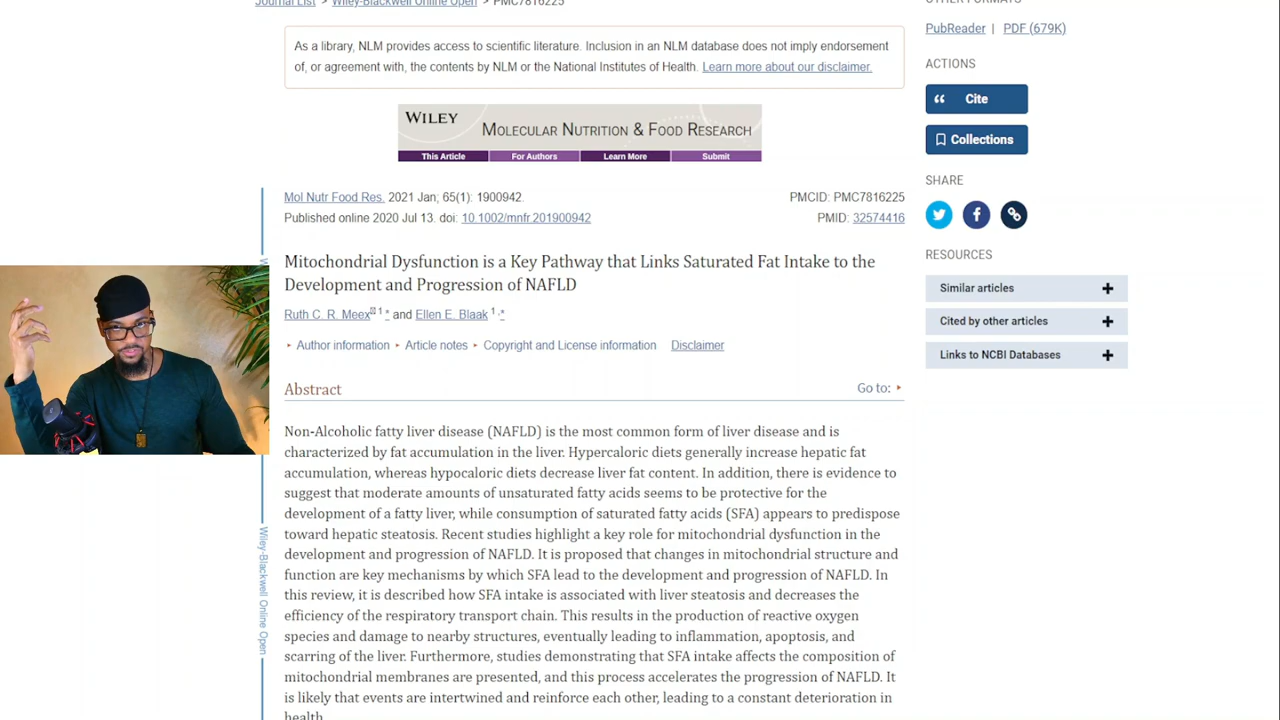 Journal List > Wiley-Blackwell Online Open > PMC7816225
OTHER FORMATS
PubReader | PDF (679K)
As a library, NLM provides access to scientific literature. Inclusion in an NLM database does not imply endorsement
of, or agreement with, the contents by NLM or the National Institutes of Health. Learn more about our disclaimer.
ACTIONS
Cite
Collections
WILEY
MOLECULAR NUTRITION & FOOD RESEARCH
This Article For Authors Learn More Submit
SHARE
Mol Nutr Food Res. 2021 Jan; 65(1): 1900942.
PMCID: PMC7816225
Published online 2020 Jul 13. doi: 10.1002/mnfr.201900942
PMID: 32574416
RESOURCES
Similar articles
Cited by other articles
Links to NCBI Databases
Mitochondrial Dysfunction is a Key Pathway that Links Saturated Fat Intake to the
Development and Progression of NAFLD
Ruth C. R. Meex 1 * and Ellen E. Blaak 1 , *
Author information Article notes Copyright and License information Disclaimer
Abstract
Go to:
Non-Alcoholic fatty liver disease (NAFLD) is the most common form of liver disease and is
characterized by fat accumulation in the liver. Hypercaloric diets generally increase hepatic fat
accumulation, whereas hypocaloric diets decrease liver fat content. In addition, there is evidence to
suggest that moderate amounts of unsaturated fatty acids seems to be protective for the
development of a fatty liver, while consumption of saturated fatty acids (SFA) appears to predispose
toward hepatic steatosis. Recent studies highlight a key role for mitochondrial dysfunction in the
development and progression of NAFLD. It is proposed that changes in mitochondrial structure and
function are key mechanisms by which SFA lead to the development and progression of NAFLD. In
this review, it is described how SFA intake is associated with liver steatosis and decreases the
efficiency of the respiratory transport chain. This results in the production of reactive oxygen
species and damage to nearby structures, eventually leading to inflammation, apoptosis, and
scarring of the liver. Furthermore, studies demonstrating that SFA intake affects the composition of
mitochondrial membranes are presented, and this process accelerates the progression of NAFLD. It
is likely that events are intertwined and reinforce each other, leading to a constant deterioration in
health.
Wiley-Blackwell Online Open